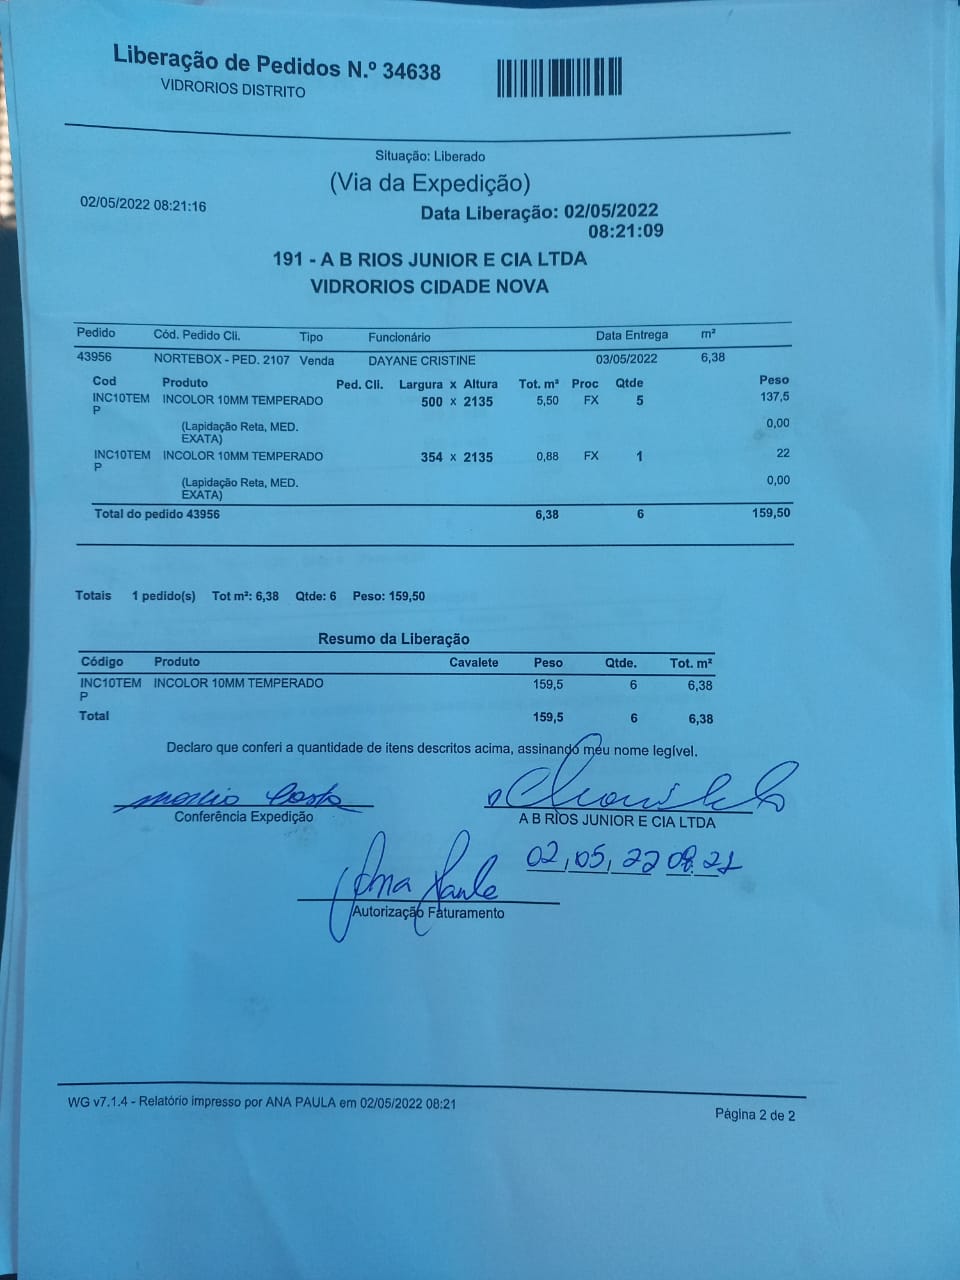 Liberação de Pedidos N.º 34638
VIDRORIOS DISTRITO
Situação: Liberado
(Via da Expedição)
02/05/2022 08:21:16
Data Liberação: 02/05/2022
08:21:09
191 - A B RIOS JUNIOR E CIA LTDA
VIDRORIOS CIDADE NOVA
Pedido Cód. Pedido Cli. Tipo Funcionário Data Entrega m²
43956 NORTEBOX - PED. 2107 Venda DAYANE CRISTINE 03/05/2022 6,38
Cod Produto Ped. Cli. Largura x Altura Tot. m² Proc Qtde Peso
INC10TEM INCOLOR 10MM TEMPERADO 500 x 2135 5,50 FX 5 137,5
P
(Lapidação Reta, MED. 0,00
EXATA)
INC10TEM INCOLOR 10MM TEMPERADO 354 x 2135 0,88 FX 1 22
P
(Lapidação Reta, MED. 0,00
EXATA)
Total do pedido 43956 6,38 6 159,50
Totais 1 pedido(s) Tot m²: 6,38 Qtde: 6 Peso: 159,50
Resumo da Liberação
Código Produto Cavalete Peso Qtde. Tot. m²
INC10TEM INCOLOR 10MM TEMPERADO 159,5 6 6,38
P
Total 159,5 6 6,38
Declaro que conferi a quantidade de itens descritos acima, assinando meu nome legível.
Costa
Conferência Expedição
A B RIOS JUNIOR E CIA LTDA
02,05,22 08.21
Ana Paula
Autorização Faturamento
WG v7.1.4 - Relatório impresso por ANA PAULA em 02/05/2022 08:21
Página 2 de 2